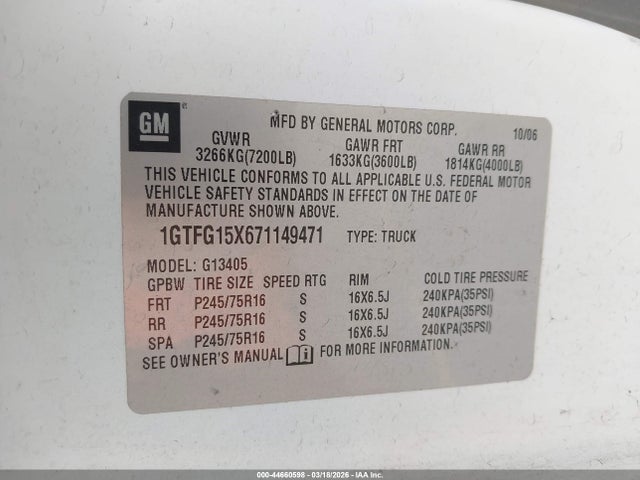 GM
MFD BY GENERAL MOTORS CORP. 10/06
GVWR GAWR FRT GAWR RR
3266KG(7200LB) 1633KG(3600LB) 1814KG(4000LB)
THIS VEHICLE CONFORMS TO ALL APPLICABLE U.S. FEDERAL MOTOR
VEHICLE SAFETY STANDARDS IN EFFECT ON THE DATE OF
MANUFACTURE SHOWN ABOVE.
1GTFG15X671149471 TYPE: TRUCK
MODEL: G13405
GPBW TIRE SIZE SPEED RTG RIM COLD TIRE PRESSURE
FRT P245/75R16 S 16X6.5J 240KPA(35PSI)
RR P245/75R16 S 16X6.5J 240KPA(35PSI)
SPA P245/75R16 S 16X6.5J 240KPA(35PSI)
SEE OWNER'S MANUAL i FOR MORE INFORMATION.
000-44660598 — 03/18/2026 — IAA Inc.